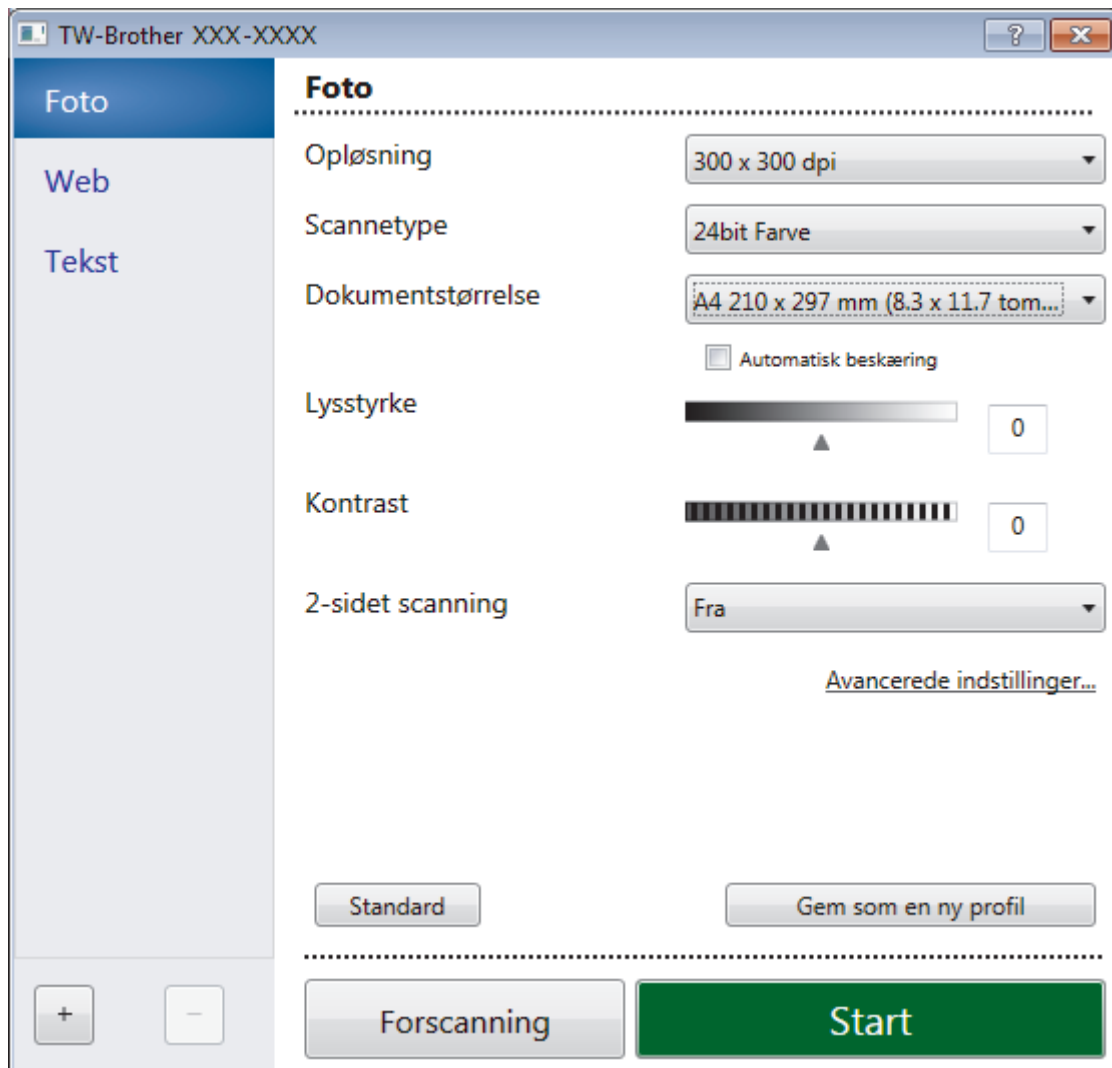 TW-Brother XXX-XXXX
?
Foto
Web
Tekst
Foto
Opløsning
300 x 300 dpi
Scannetype
24bit Farve
Dokumentstørrelse
A4 210 x 297 mm (8.3 x 11.7 tom...
Automatisk beskæring
Lysstyrke
0
Kontrast
0
2-sidet scanning
Fra
Avancerede indstillinger...
Standard
Gem som en ny profil
+
−
Forscanning
Start